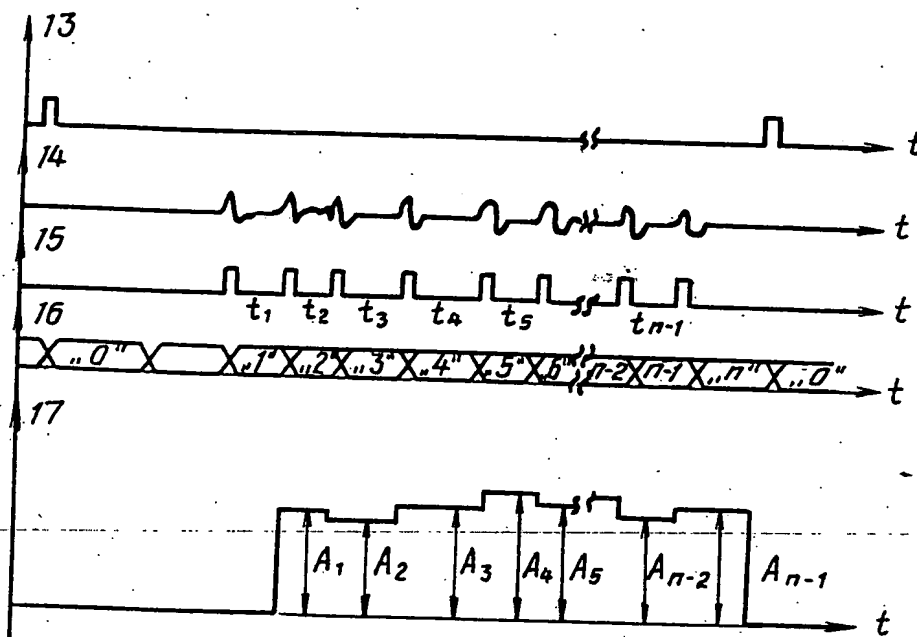 13
t
14
t
15
t₁ t₂ t₃ t₄ t₅ tₙ₋₁
t
16
„0“ „1“ „2“ „3“ „4“ „5“ „6“ n-2 n-1 „n“ „0“
t
17
A₁ A₂ A₃ A₄ A₅ Aₙ₋₂ Aₙ₋₁
t